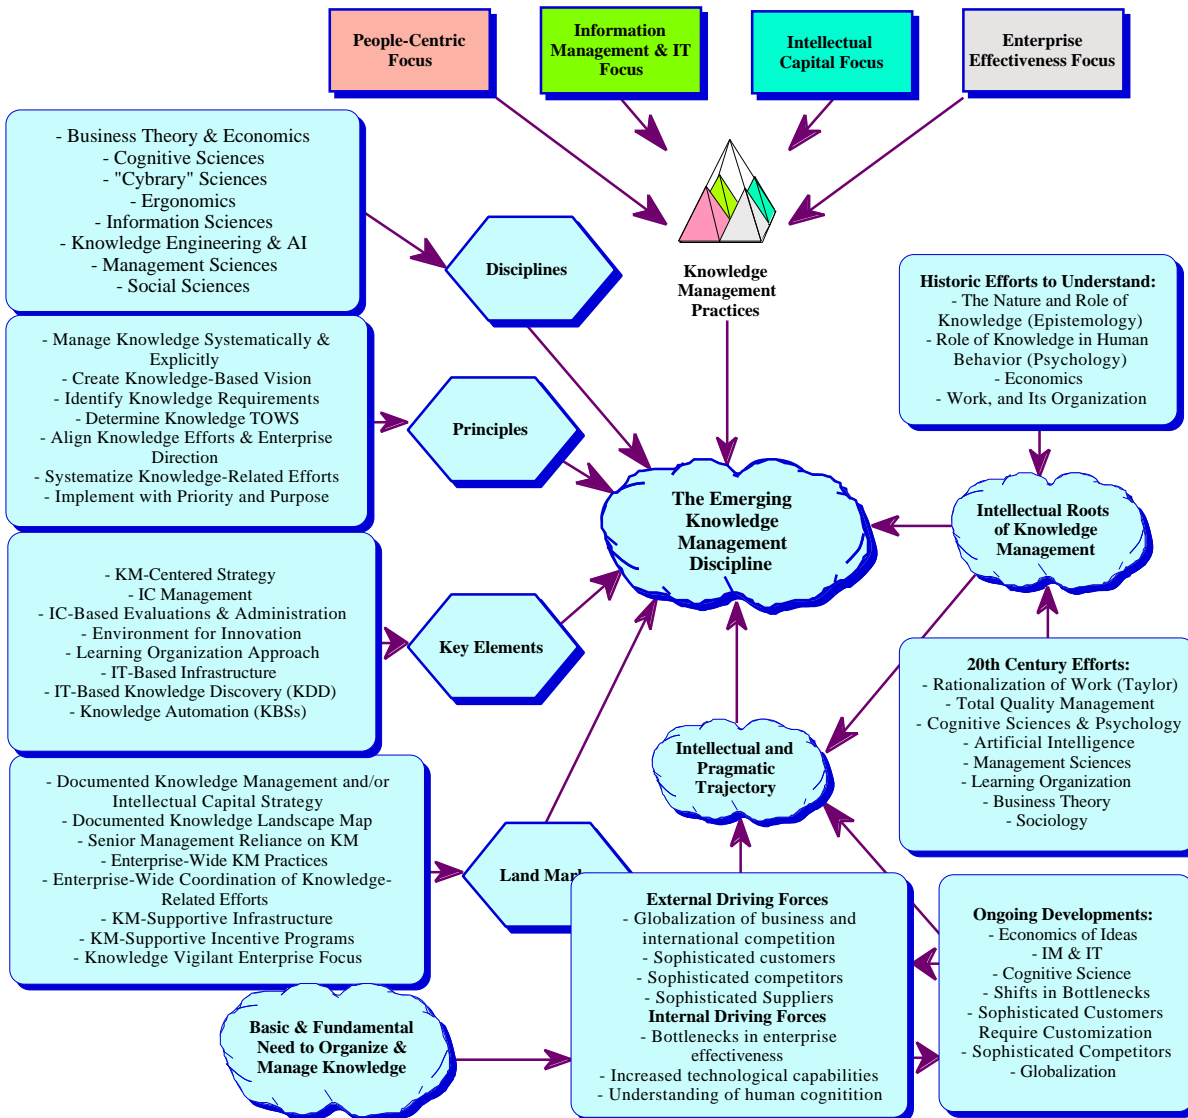 People-Centric
Focus
Information
Management & IT
Focus
Intellectual
Capital Focus
Enterprise
Effectiveness Focus
- Business Theory & Economics
- Cognitive Sciences
- "Cybrary" Sciences
- Ergonomics
- Information Sciences
- Knowledge Engineering & AI
- Management Sciences
- Social Sciences
Disciplines
Knowledge
Management
Practices
Historic Efforts to Understand:
- The Nature and Role of
Knowledge (Epistemology)
- Role of Knowledge in Human
Behavior (Psychology)
- Economics
- Work, and Its Organization
- Manage Knowledge Systematically &
Explicitly
- Create Knowledge-Based Vision
- Identify Knowledge Requirements
- Determine Knowledge TOWS
- Align Knowledge Efforts & Enterprise
Direction
- Systematize Knowledge-Related Efforts
- Implement with Priority and Purpose
Principles
The Emerging
Knowledge
Management
Discipline
Intellectual Roots
of Knowledge
Management
- KM-Centered Strategy
- IC Management
- IC-Based Evaluations & Administration
- Environment for Innovation
- Learning Organization Approach
- IT-Based Infrastructure
- IT-Based Knowledge Discovery (KDD)
- Knowledge Automation (KBSs)
Key Elements
20th Century Efforts:
- Rationalization of Work (Taylor)
- Total Quality Management
- Cognitive Sciences & Psychology
- Artificial Intelligence
- Management Sciences
- Learning Organization
- Business Theory
- Sociology
Intellectual and
Pragmatic
Trajectory
- Documented Knowledge Management and/or
Intellectual Capital Strategy
- Documented Knowledge Landscape Map
- Senior Management Reliance on KM
- Enterprise-Wide KM Practices
- Enterprise-Wide Coordination of Knowledge-
Related Efforts
- KM-Supportive Infrastructure
- KM-Supportive Incentive Programs
- Knowledge Vigilant Enterprise Focus
Land Mark
External Driving Forces
- Globalization of business and
international competition
- Sophisticated customers
- Sophisticated competitors
- Sophisticated Suppliers
Internal Driving Forces
- Bottlenecks in enterprise
effectiveness
- Increased technological capabilities
- Understanding of human cognitition
Ongoing Developments:
- Economics of Ideas
- IM & IT
- Cognitive Science
- Shifts in Bottlenecks
- Sophisticated Customers
Require Customization
- Sophisticated Competitors
- Globalization
Basic & Fundamental
Need to Organize &
Manage Knowledge